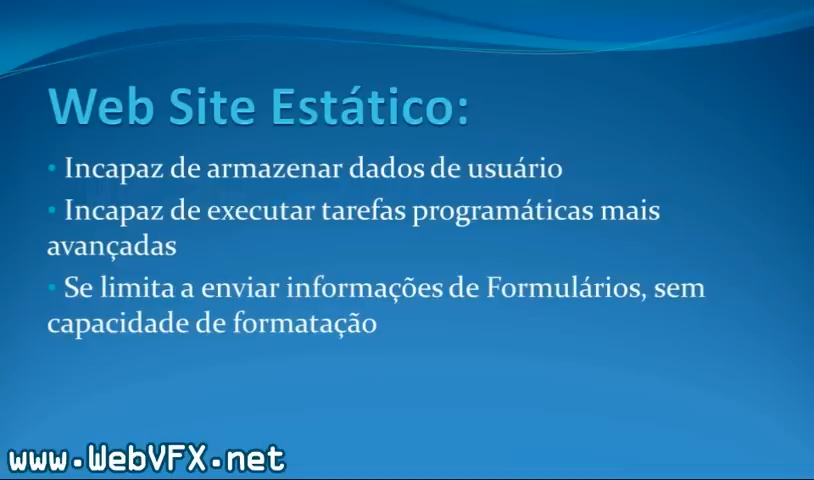 Web Site Estático:
• Incapaz de armazenar dados de usuário
• Incapaz de executar tarefas programáticas mais
avançadas
• Se limita a enviar informações de Formulários, sem
capacidade de formatação
www.WebVFX.net